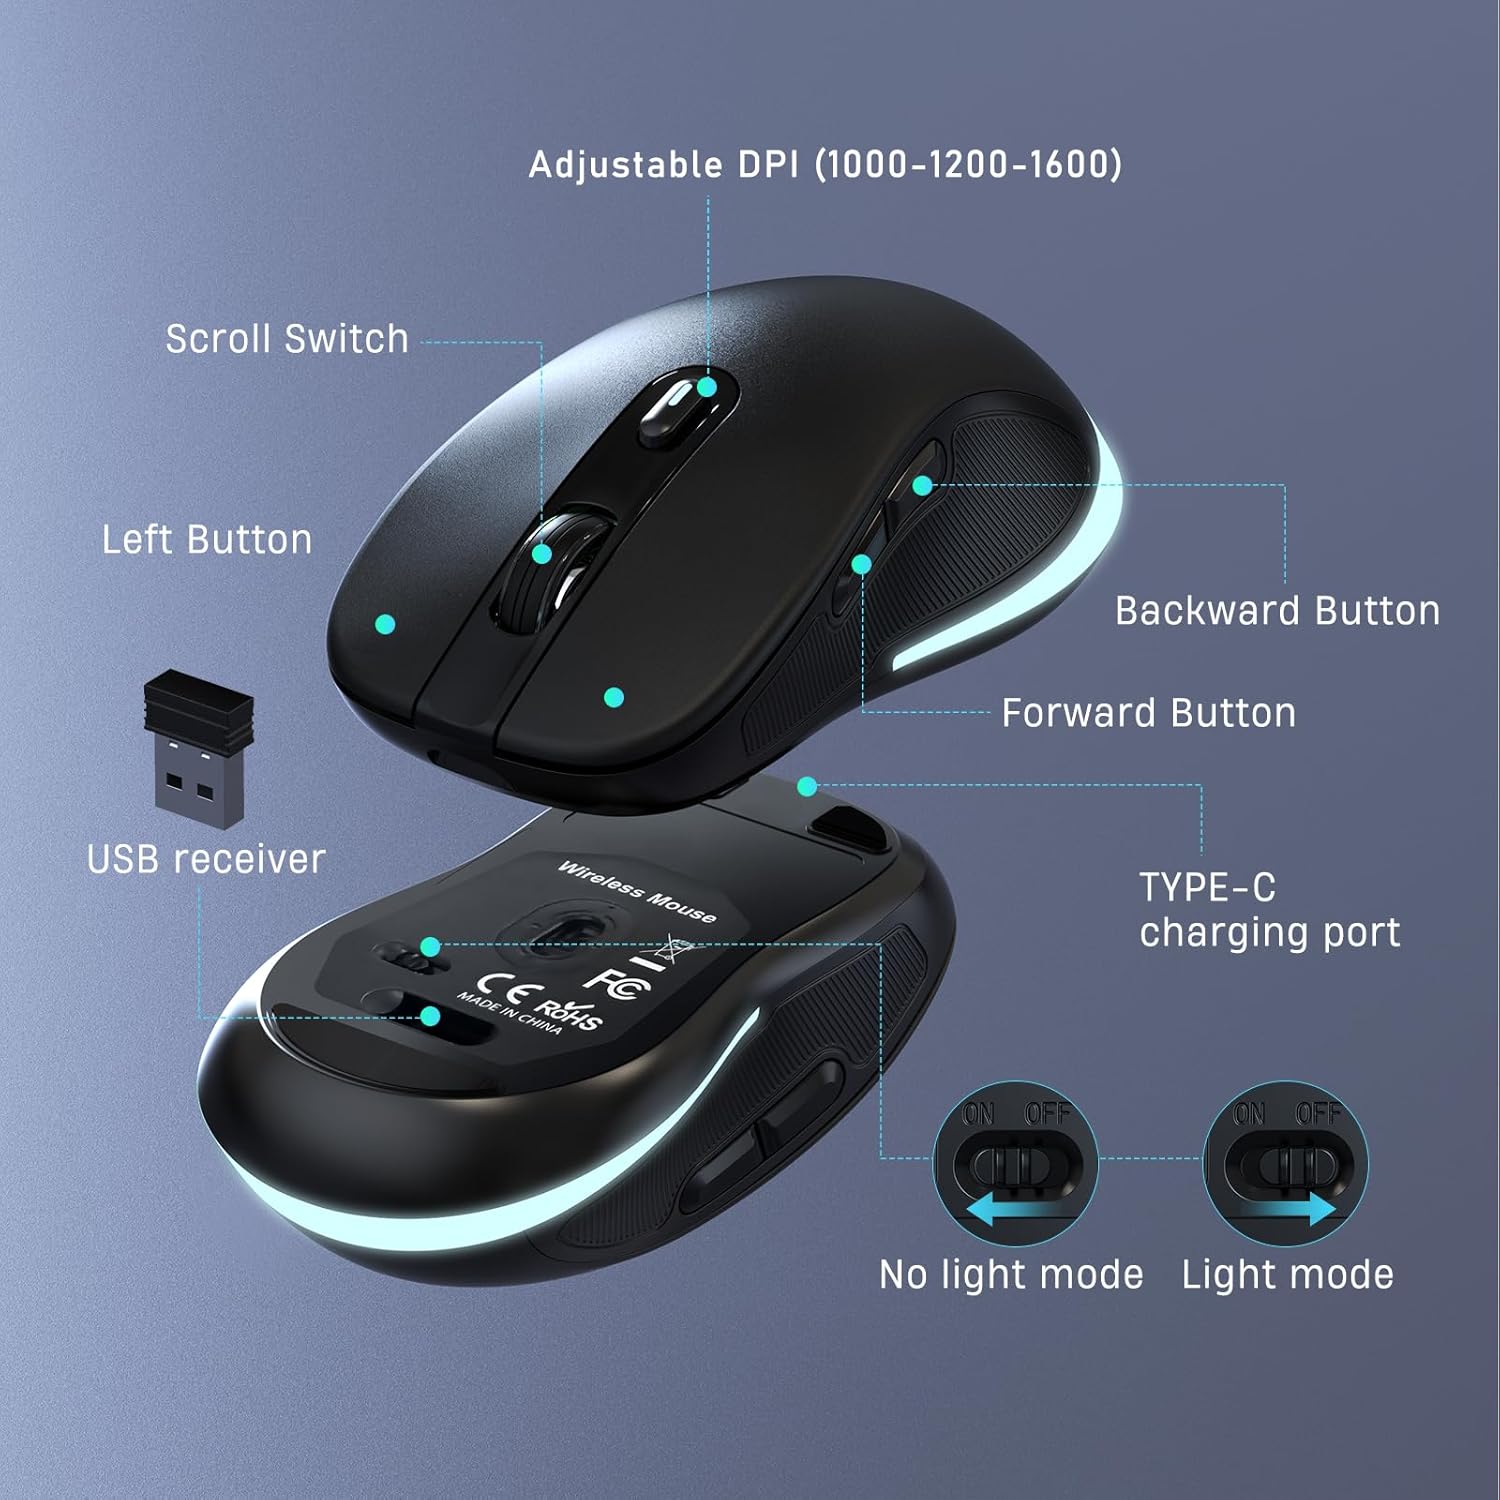 Adjustable DPI (1000-1200-1600)
Scroll Switch
Left Button
Backward Button
Forward Button
USB receiver
TYPE-C
charging port
Wireless Mouse
CE
FC
RoHS
MADE IN CHINA
ON OFF
ON OFF
No light mode
Light mode